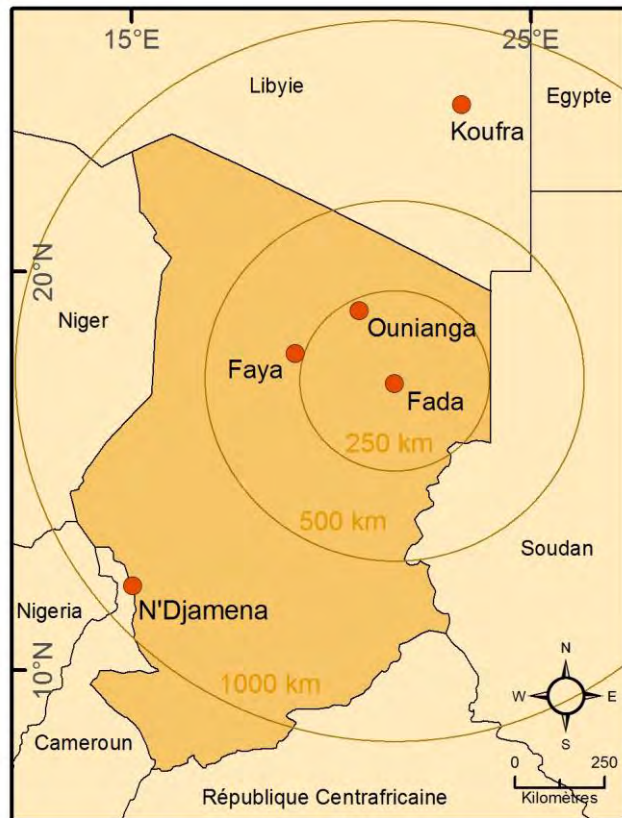 15°E
25°E
Libyie
Egypte
Koufra
20°N
Niger
Ounianga
Faya
Fada
250 km
500 km
Soudan
Nigeria
N'Djamena
10°N
1000 km
Cameroun
N
W
E
S
0
250
Kilomètres
République Centrafricaine